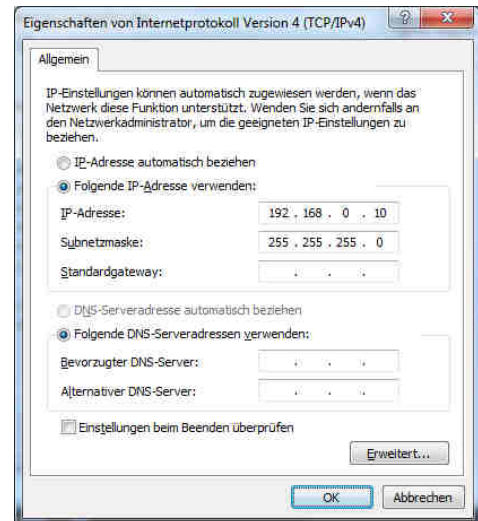 Eigenschaften von Internetprotokoll Version 4 (TCP/IPv4)
Allgemein
IP-Einstellungen können automatisch zugewiesen werden, wenn das
Netzwerk diese Funktion unterstützt. Wenden Sie sich andernfalls an
den Netzwerkadministrator, um die geeigneten IP-Einstellungen zu
beziehen.
IP-Adresse automatisch beziehen
Folgende IP-Adresse verwenden:
IP-Adresse: 192 . 168 . 0 . 10
Subnetzmaske: 255 . 255 . 255 . 0
Standardgateway: . . .
DNS-Serveradresse automatisch beziehen
Folgende DNS-Serveradressen verwenden:
Bevorzugter DNS-Server: . . .
Alternativer DNS-Server: . . .
Einstellungen beim Beenden überprüfen
Erweitert...
OK Abbrechen